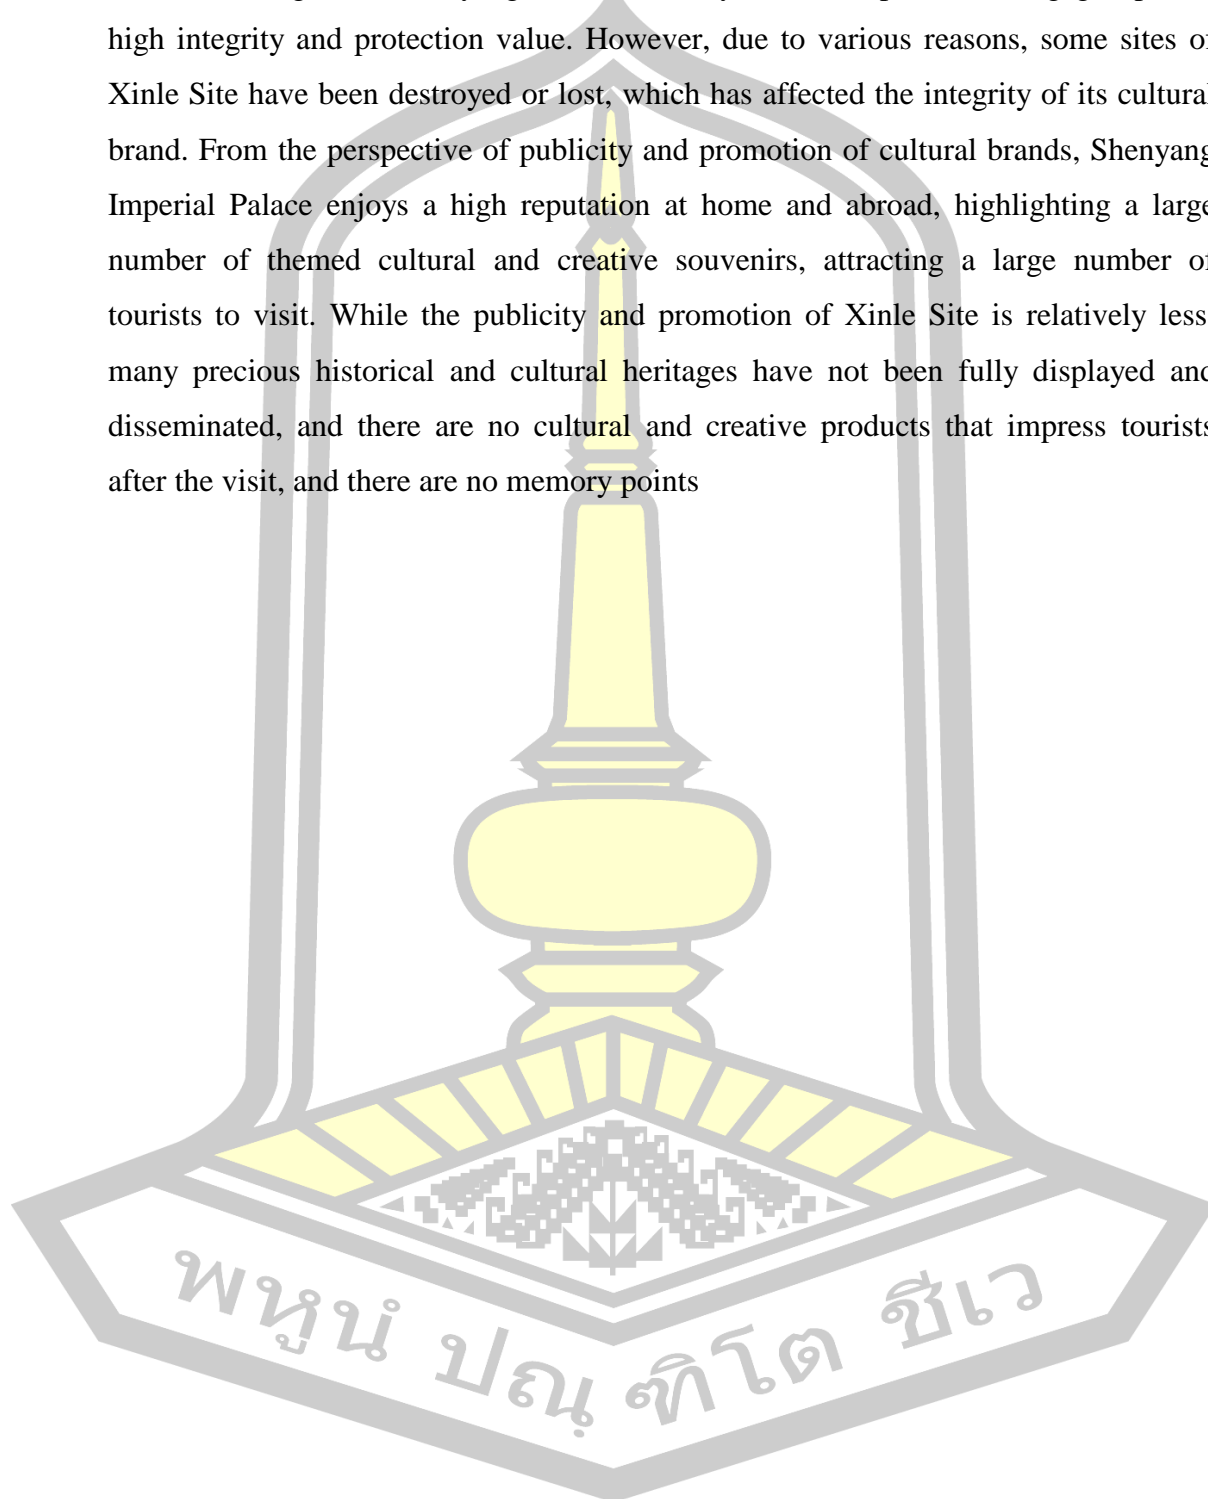 high integrity and protection value. However, due to various reasons, some sites of
Xinle Site have been destroyed or lost, which has affected the integrity of its cultural
brand. From the perspective of publicity and promotion of cultural brands, Shenyang
Imperial Palace enjoys a high reputation at home and abroad, highlighting a large
number of themed cultural and creative souvenirs, attracting a large number of
tourists to visit. While the publicity and promotion of Xinle Site is relatively less
many precious historical and cultural heritages have not been fully displayed and
disseminated, and there are no cultural and creative products that impress tourists
after the visit, and there are no memory points
พหูนํ ปณฺฑิโต ชีเว